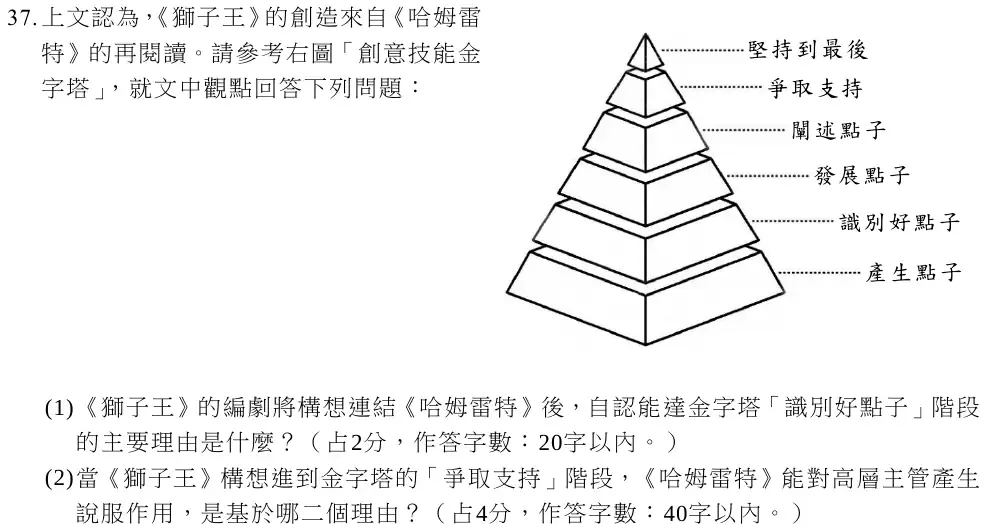 37.上文認為，《獅子王》的創造來自《哈姆雷
特》的再閱讀。請參考右圖「創意技能金
字塔」，就文中觀點回答下列問題：
堅持到最後
爭取支持
闡述點子
發展點子
識別好點子
產生點子
(1)《獅子王》的編劇將構想連結《哈姆雷特》後，自認能達金字塔「識別好點子」階段
的主要理由是什麼？（占2分，作答字數：20字以內。）
(2)當《獅子王》構想進到金字塔的「爭取支持」階段，《哈姆雷特》能對高層主管產生
說服作用，是基於哪二個理由？（占4分，作答字數：40字以內。）